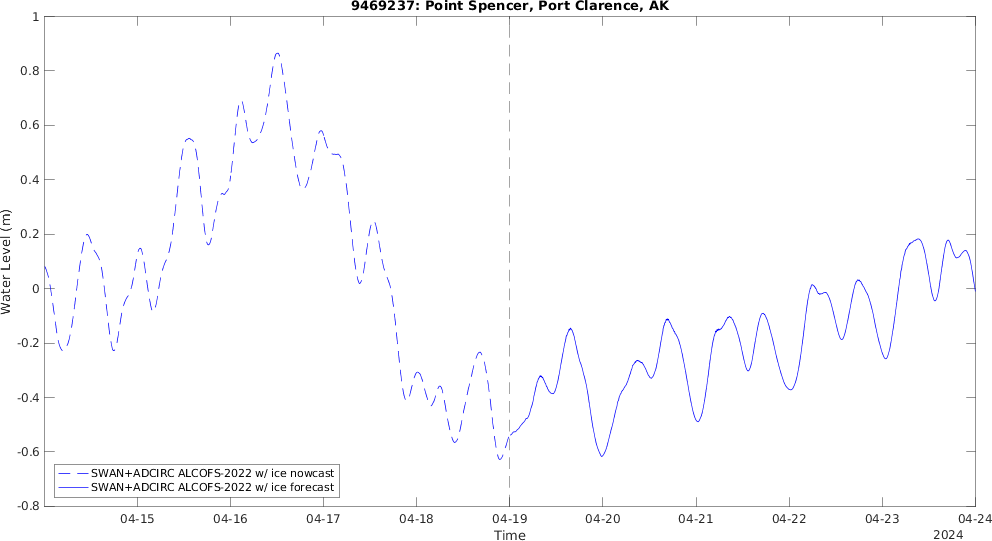 9469237: Point Spencer, Port Clarence, AK
1
0.8
0.6
0.4
0.2
0
-0.2
-0.4
-0.6
-0.8
Water Level (m)
SWAN+ADCIRC ALCOFS-2022 w/ ice nowcast
SWAN+ADCIRC ALCOFS-2022 w/ ice forecast
04-15 04-16 04-17 04-18 04-19 04-20 04-21 04-22 04-23 04-24
Time
2024